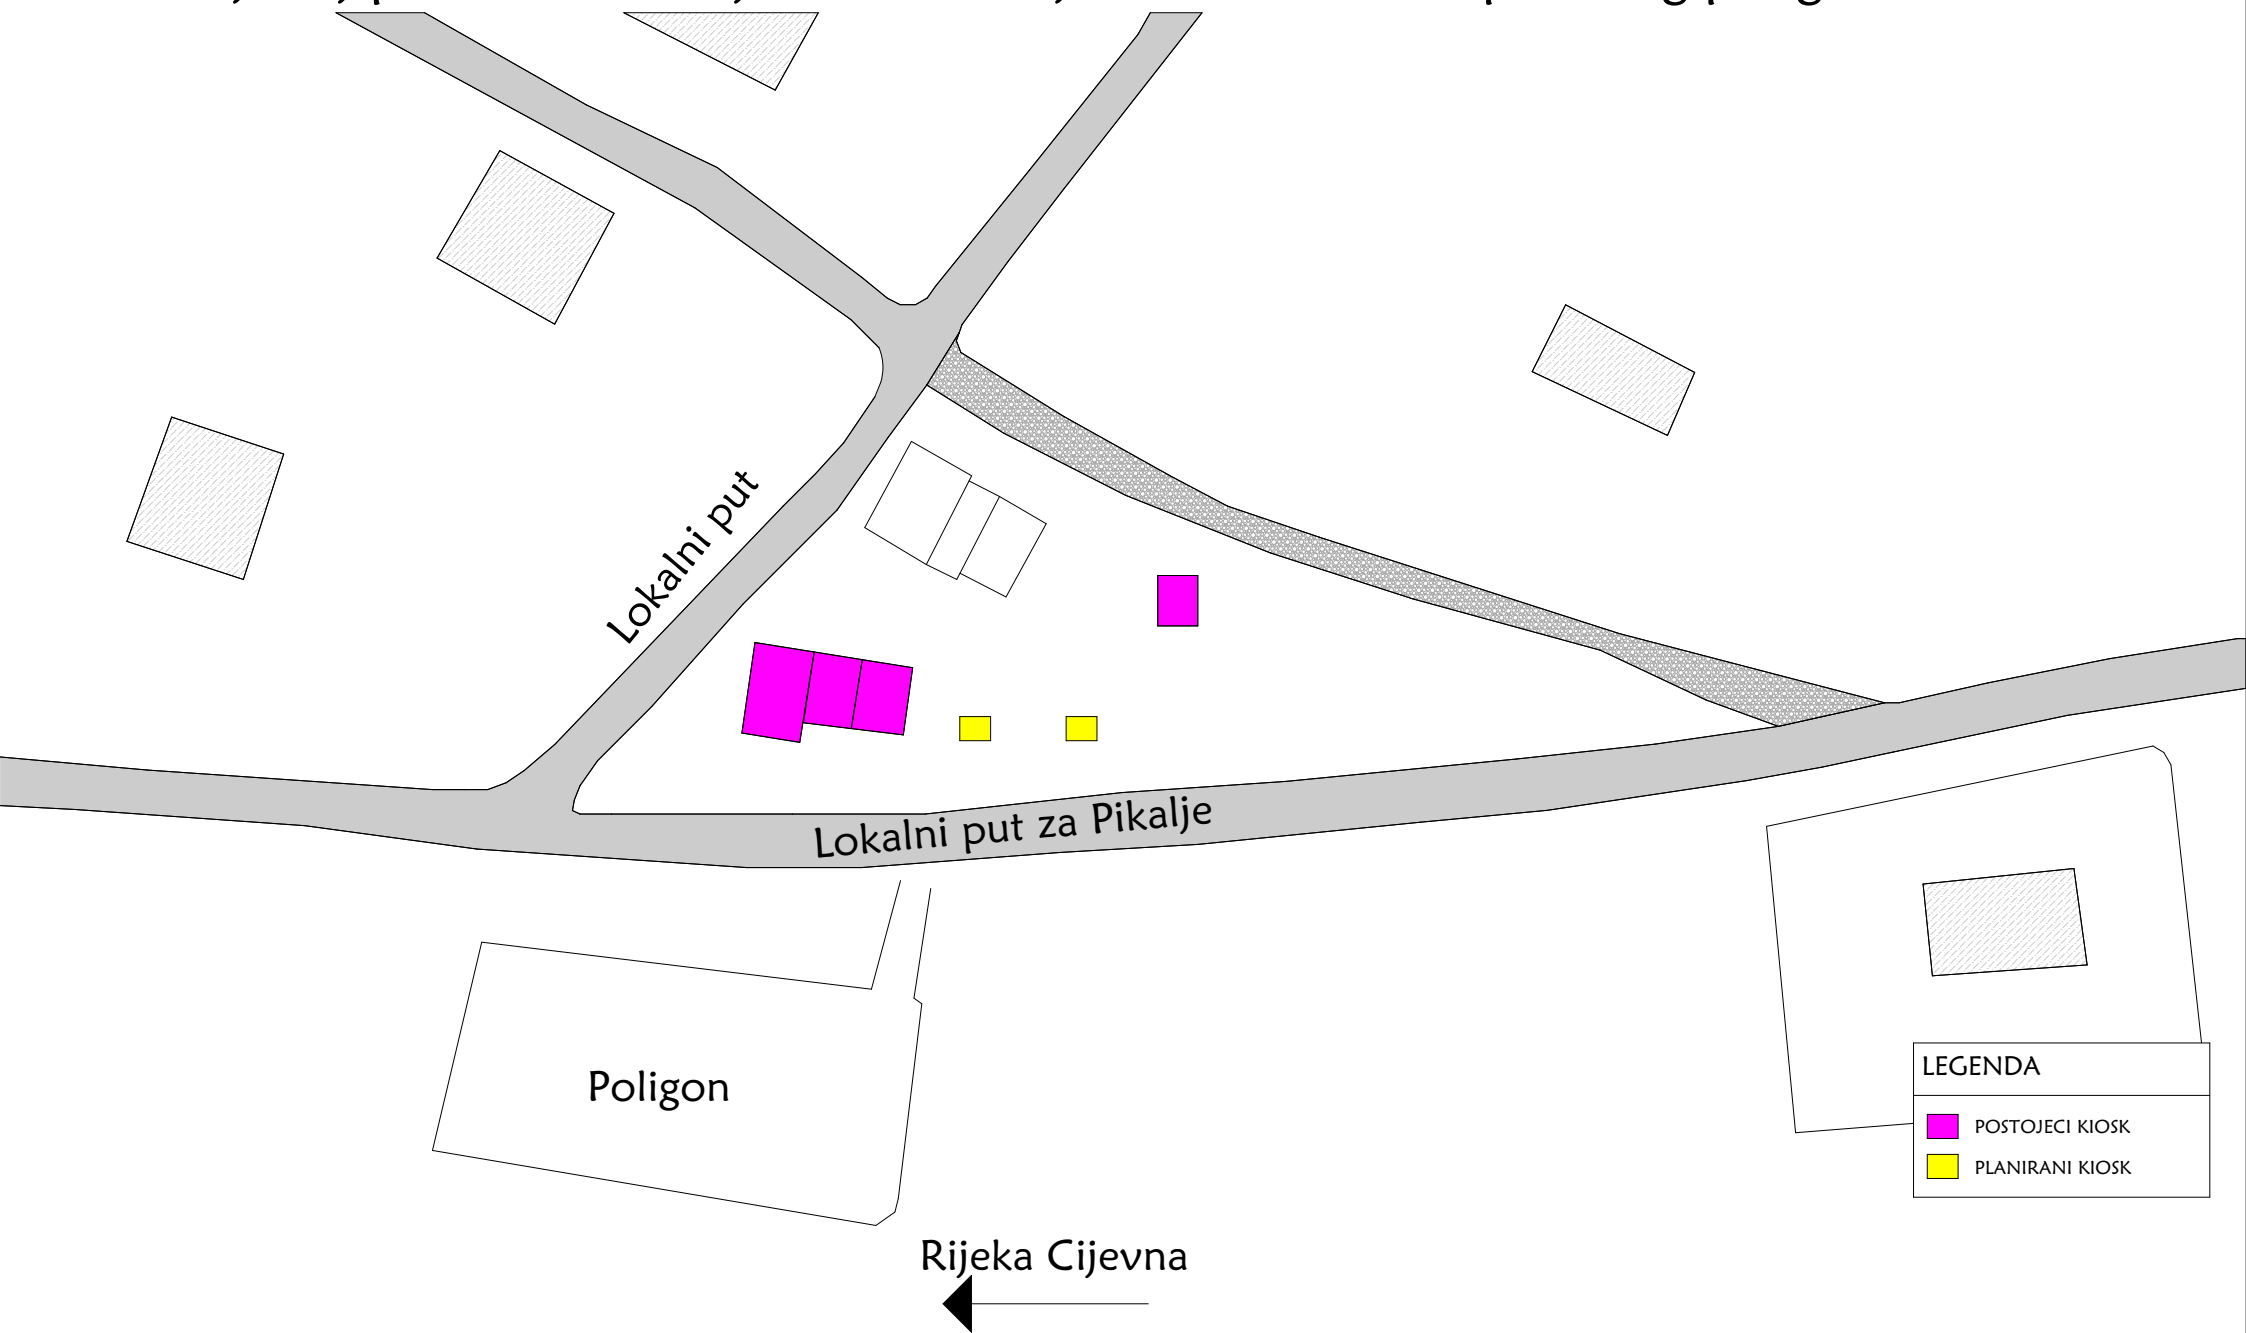 Lokalni put
Lokalni put za Pikalje
Poligon
LEGENDA
POSTOJECI KIOSK
PLANIRANI KIOSK
Rijeka Cijevna